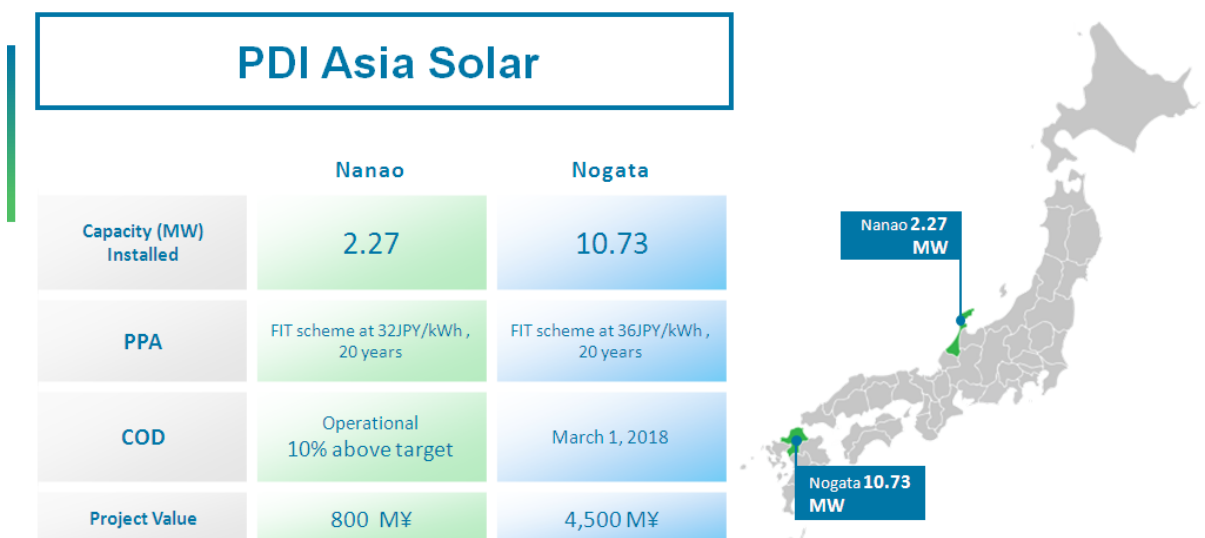 PDI Asia Solar
Nanao Nogata
Capacity (MW)
Installed
2.27 10.73
PPA
FIT scheme at 32JPY/kWh ,
20 years
FIT scheme at 36JPY/kWh ,
20 years
COD
Operational
10% above target
March 1, 2018
Project Value 800 M¥ 4,500 M¥
Nanao 2.27
MW
Nogata 10.73
MW